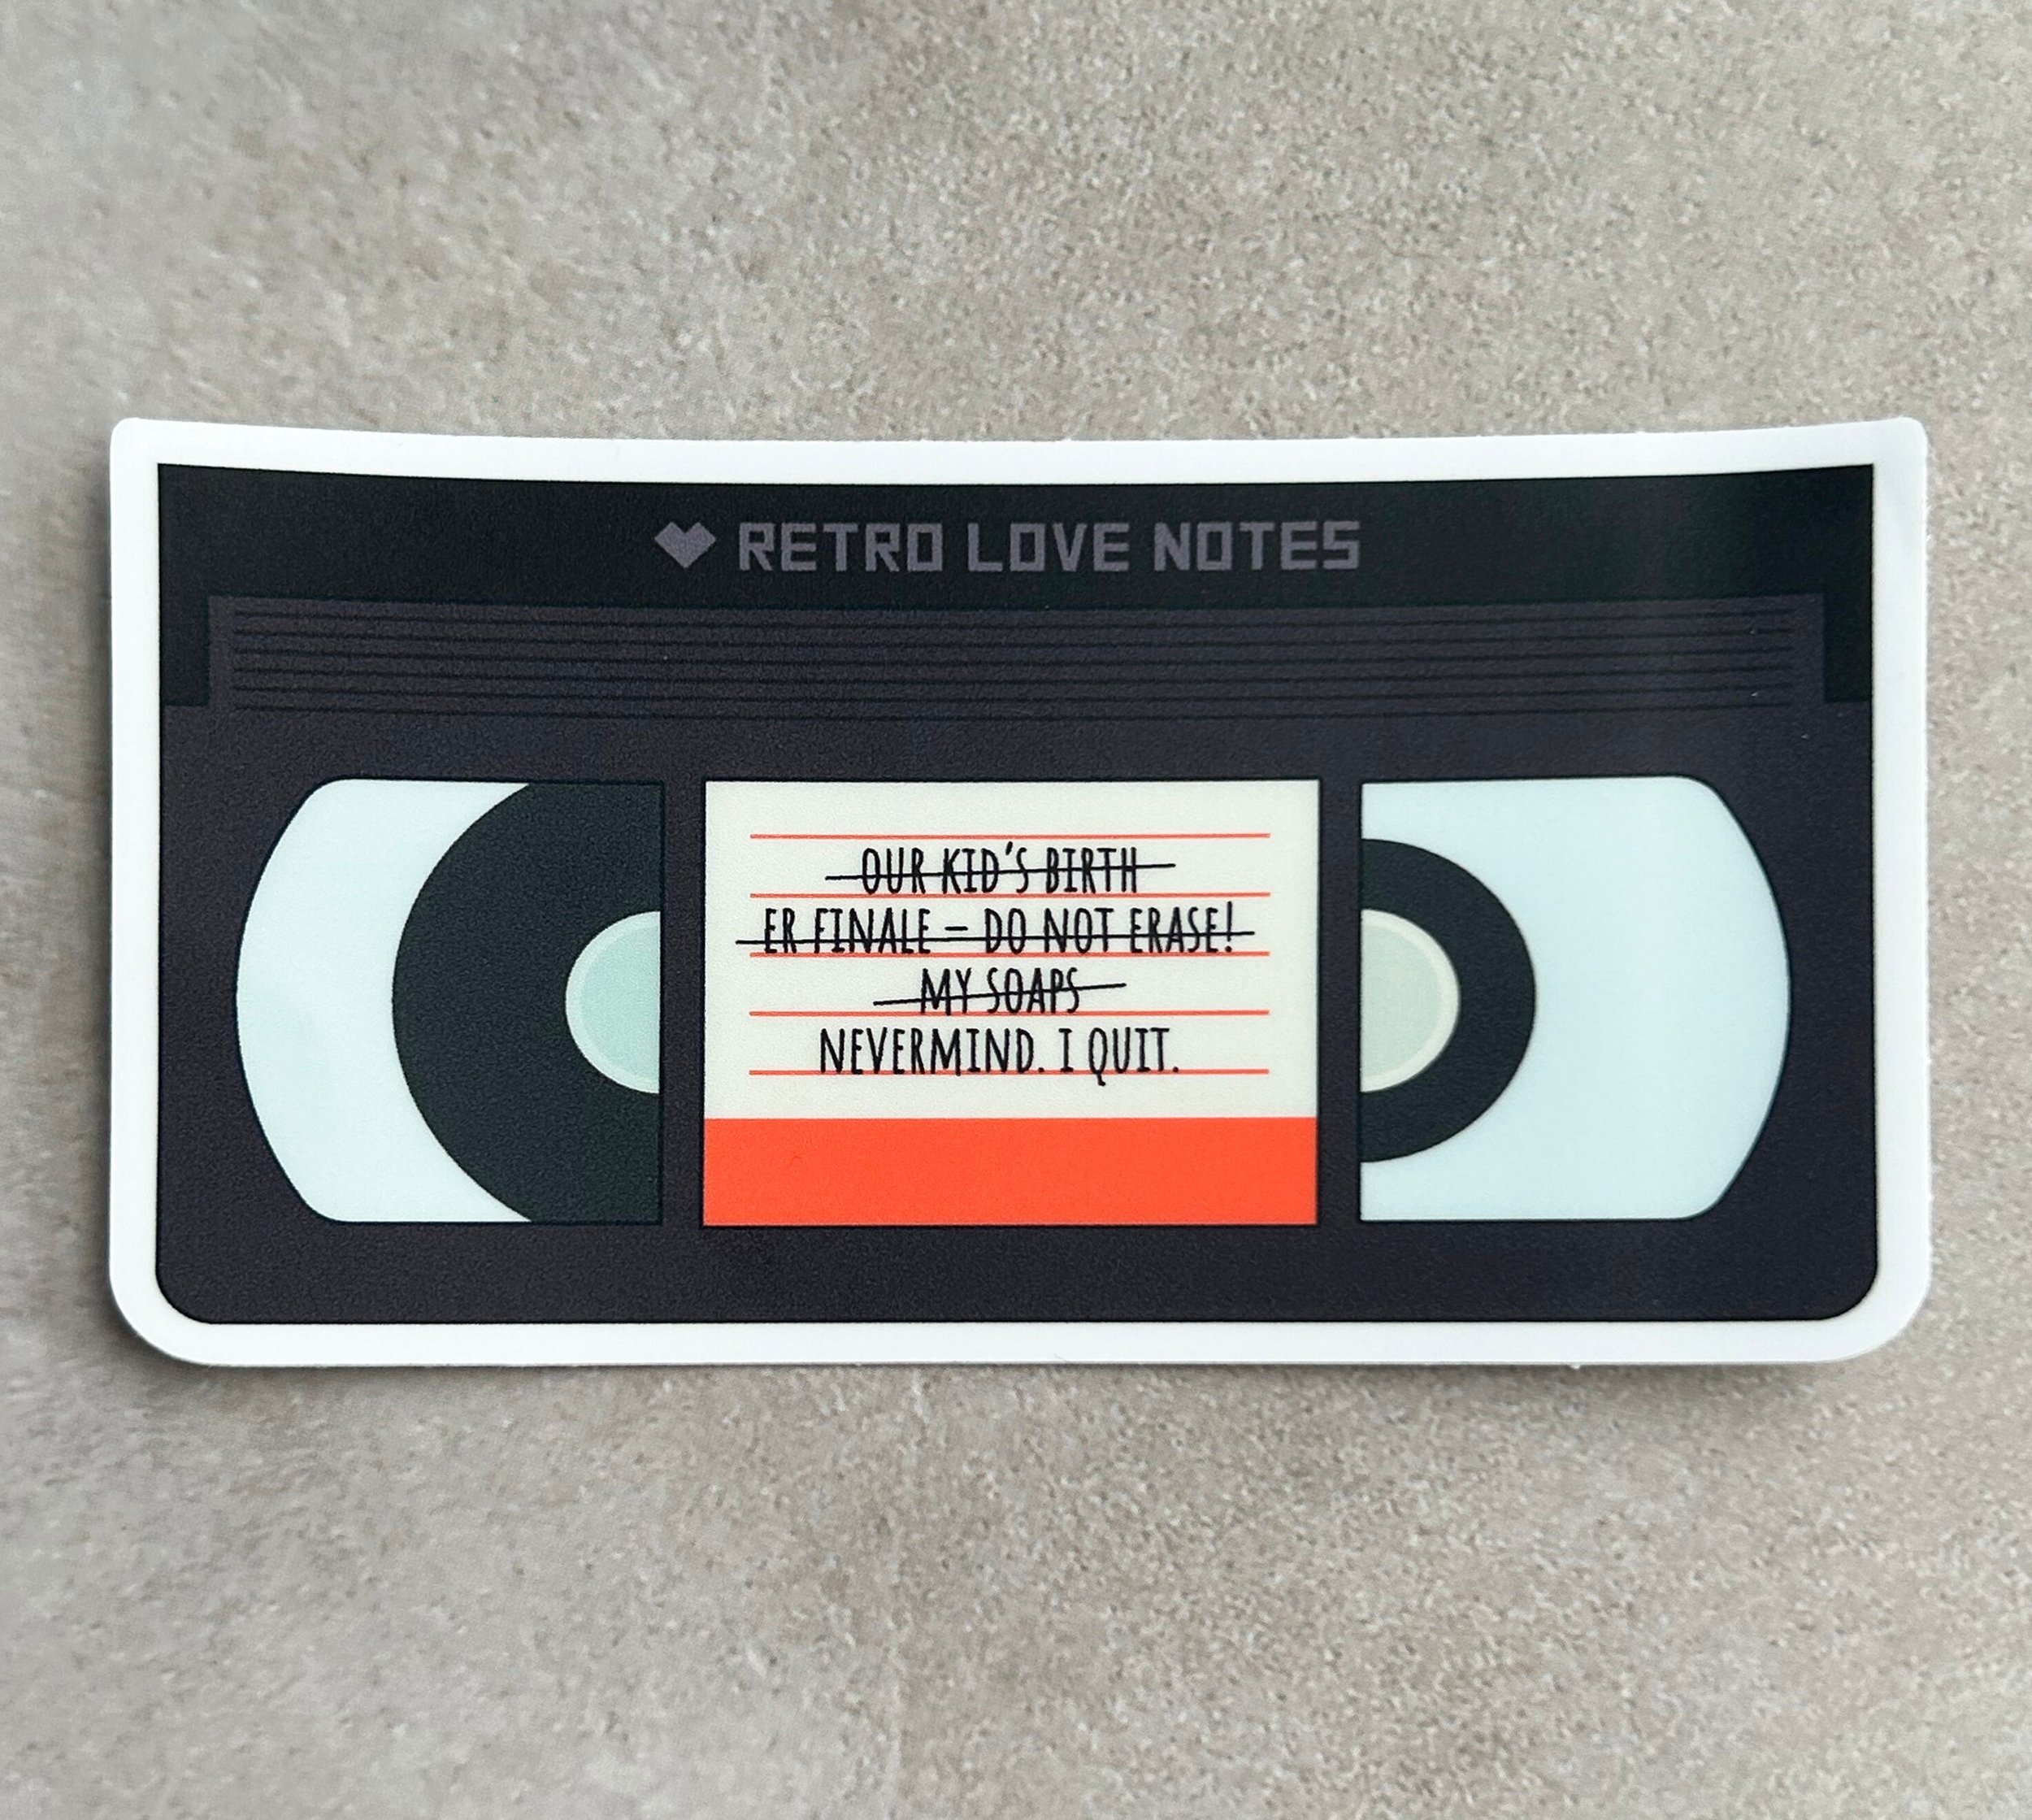 RETRO LOVE NOTES
OUR KID'S BIRTH
ER FINALE – DO NOT ERASE!
MY SOAPS
NEVERMIND. I QUIT.